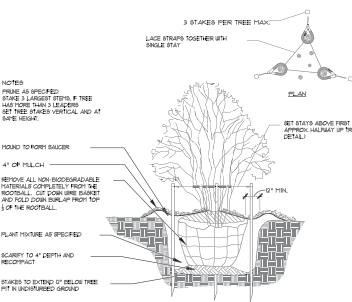 3 STAKES PER TREE MAX.
LACE STRAPS TOGETHER WITH
SINGLE STAY
PLAN
NOTES
PRUNE AS SPECIFIED
STAKE 3 LARGEST STEMS, IF TREE
HAS MORE THAN 3 LEADERS
SET TREE STAKES VERTICAL AND AT
SAME HEIGHT.
SET STAYS ABOVE FIRST
APPROX. HALFWAY UP TR
DETAIL)
MOUND TO FORM SAUCER
4" OF MULCH
REMOVE ALL NON-BIODEGRADABLE
MATERIALS COMPLETELY FROM THE
ROOTBALL. CUT DOWN WIRE BASKET
AND FOLD DOWN BURLAP FROM TOP
OF THE ROOTBALL
12" MIN.
PLANT MIXTURE AS SPECIFIED
SCARIFY TO 4" DEPTH AND
RECOMPACT
STAKES TO EXTEND 12" BELOW TREE
PIT IN UNDISTURBED GROUND